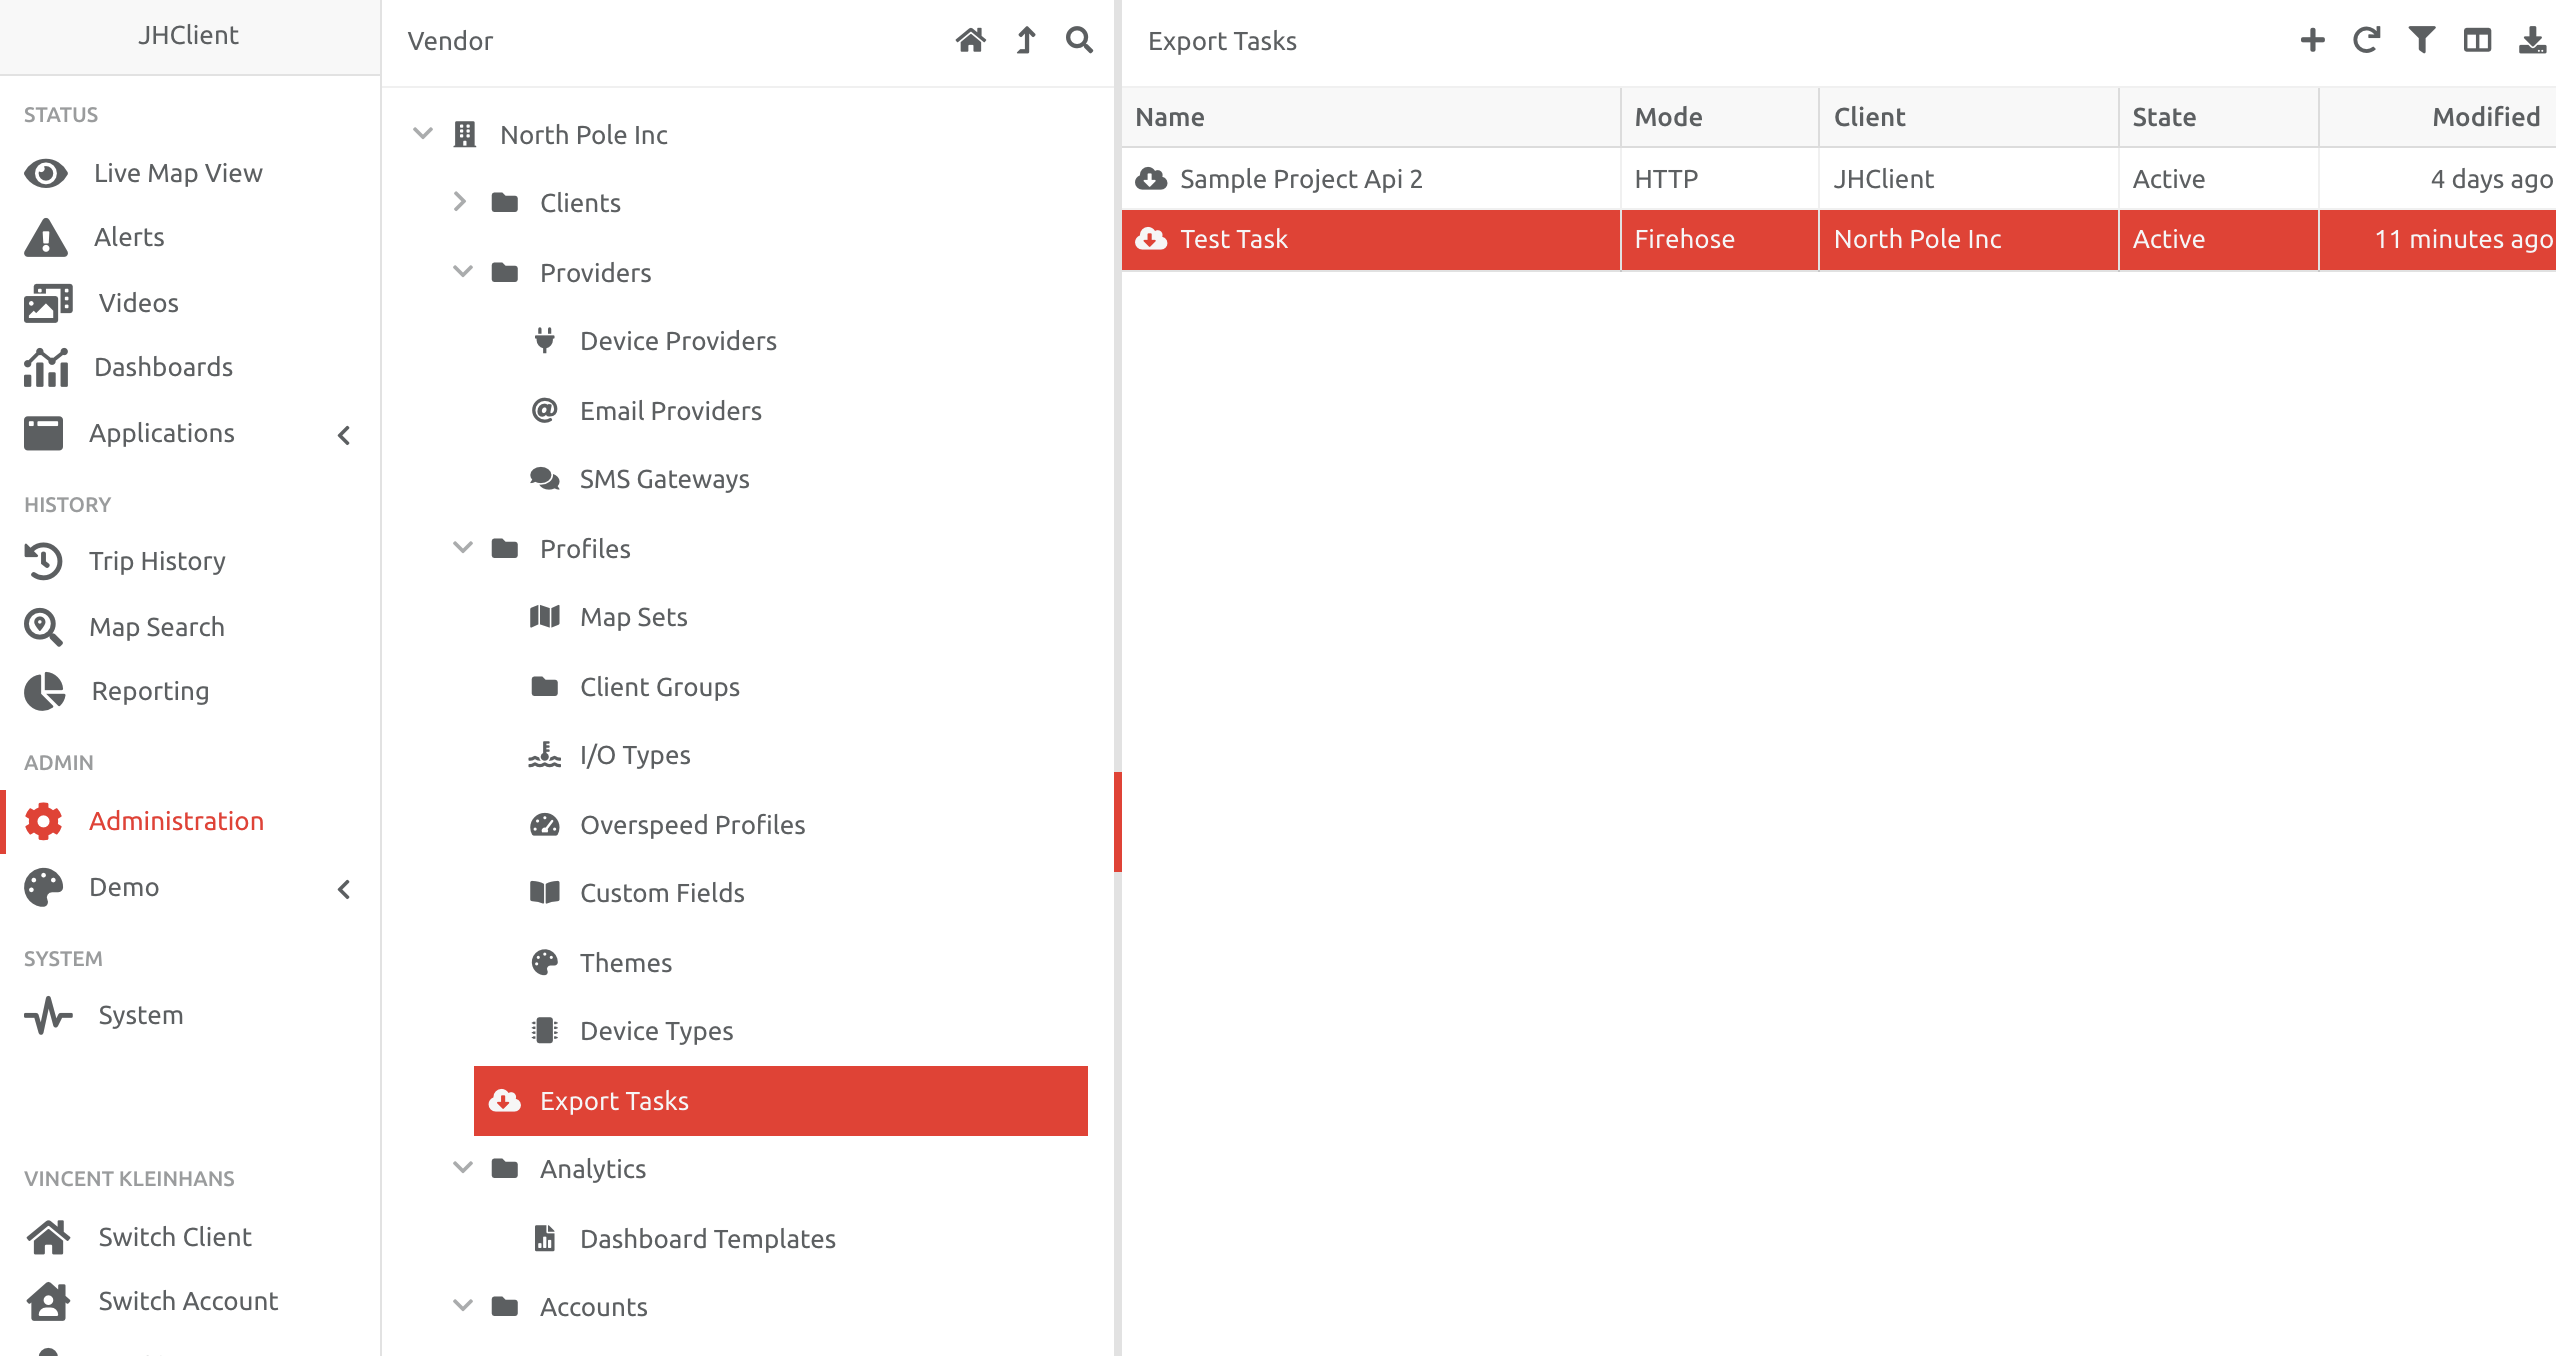 JHClient
STATUS
Live Map View
Alerts
Videos
Dashboards
Applications
HISTORY
Trip History
Map Search
Reporting
ADMIN
Administration
Demo
SYSTEM
System
VINCENT KLEINHANS
Switch Client
Switch Account
Vendor
North Pole Inc
Clients
Providers
Device Providers
Email Providers
SMS Gateways
Profiles
Map Sets
Client Groups
I/O Types
Overspeed Profiles
Custom Fields
Themes
Device Types
Export Tasks
Analytics
Dashboard Templates
Accounts
Export Tasks
Name Mode Client State Modified
Sample Project Api 2 HTTP JHClient Active 4 days ago
Test Task Firehose North Pole Inc Active 11 minutes ago